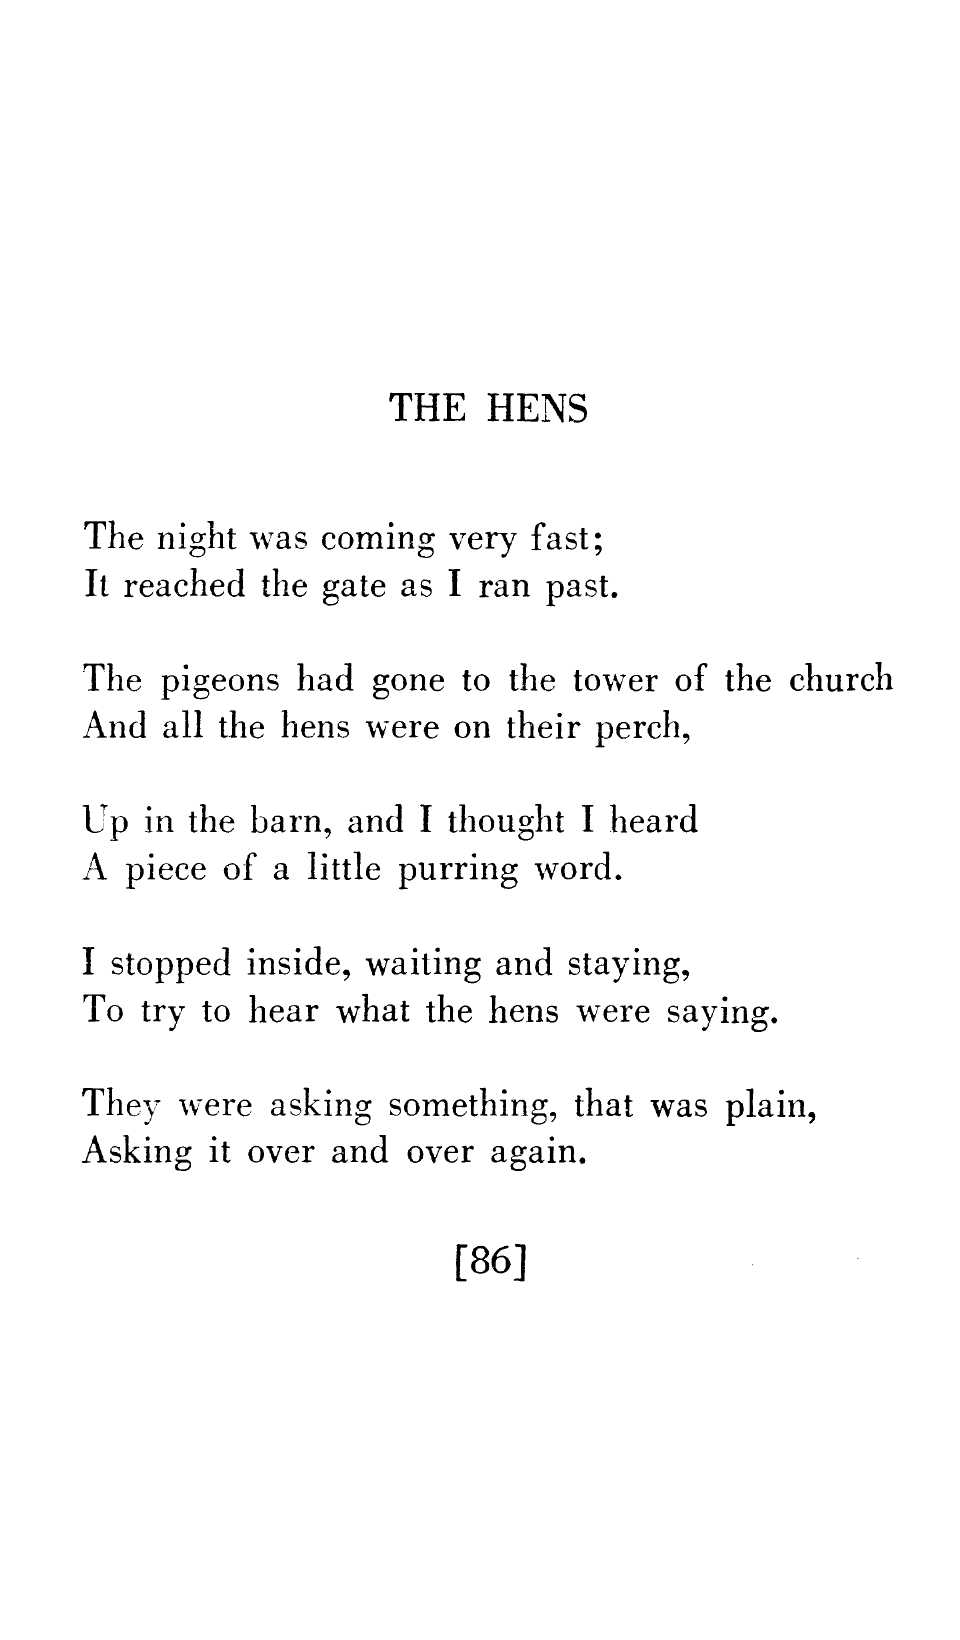 THE HENS
The night was coming very fast;
It reached the gate as I ran past.
The pigeons had gone to the tower of the church
And all the hens were on their perch,
Up in the barn, and I thought I heard
A piece of a little purring word.
I stopped inside, waiting and staying,
To try to hear what the hens were saying.
They were asking something, that was plain,
Asking it over and over again.
[86]